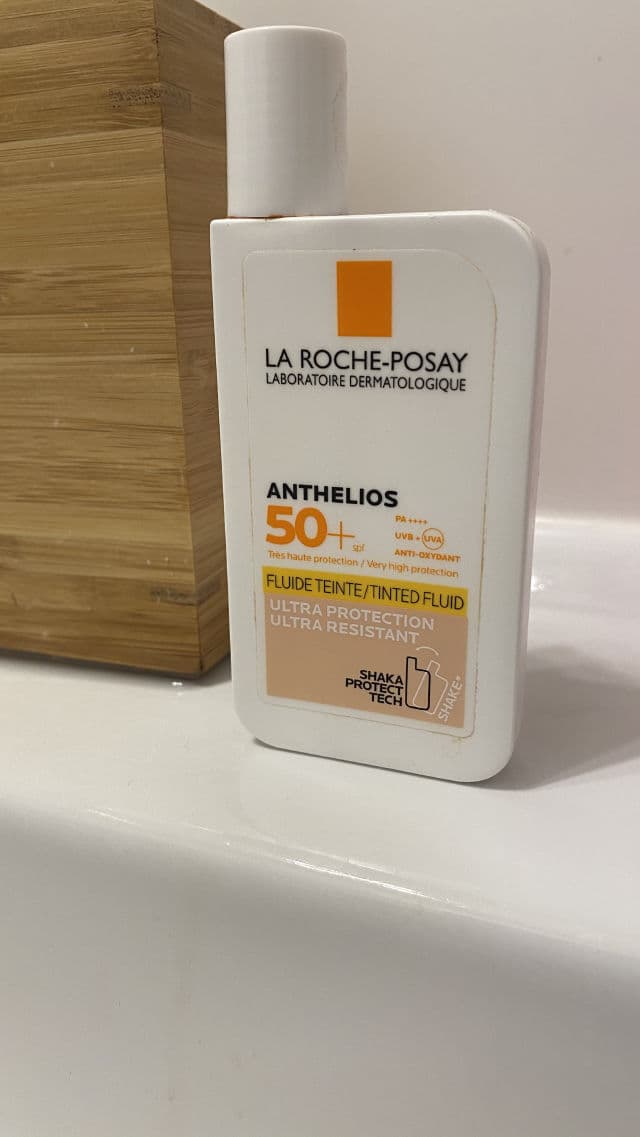 LA ROCHE-POSAY
LABORATOIRE DERMATOLOGIQUE
ANTHELIOS
50+ spf
PA ++++
UVB + UVA
ANTI-OXYDANT
Très haute protection / Very high protection
FLUIDE TEINTE/TINTED FLUID
ULTRA PROTECTION
ULTRA RESISTANT
SHAKA
PROTECT
TECH
SHAKE*